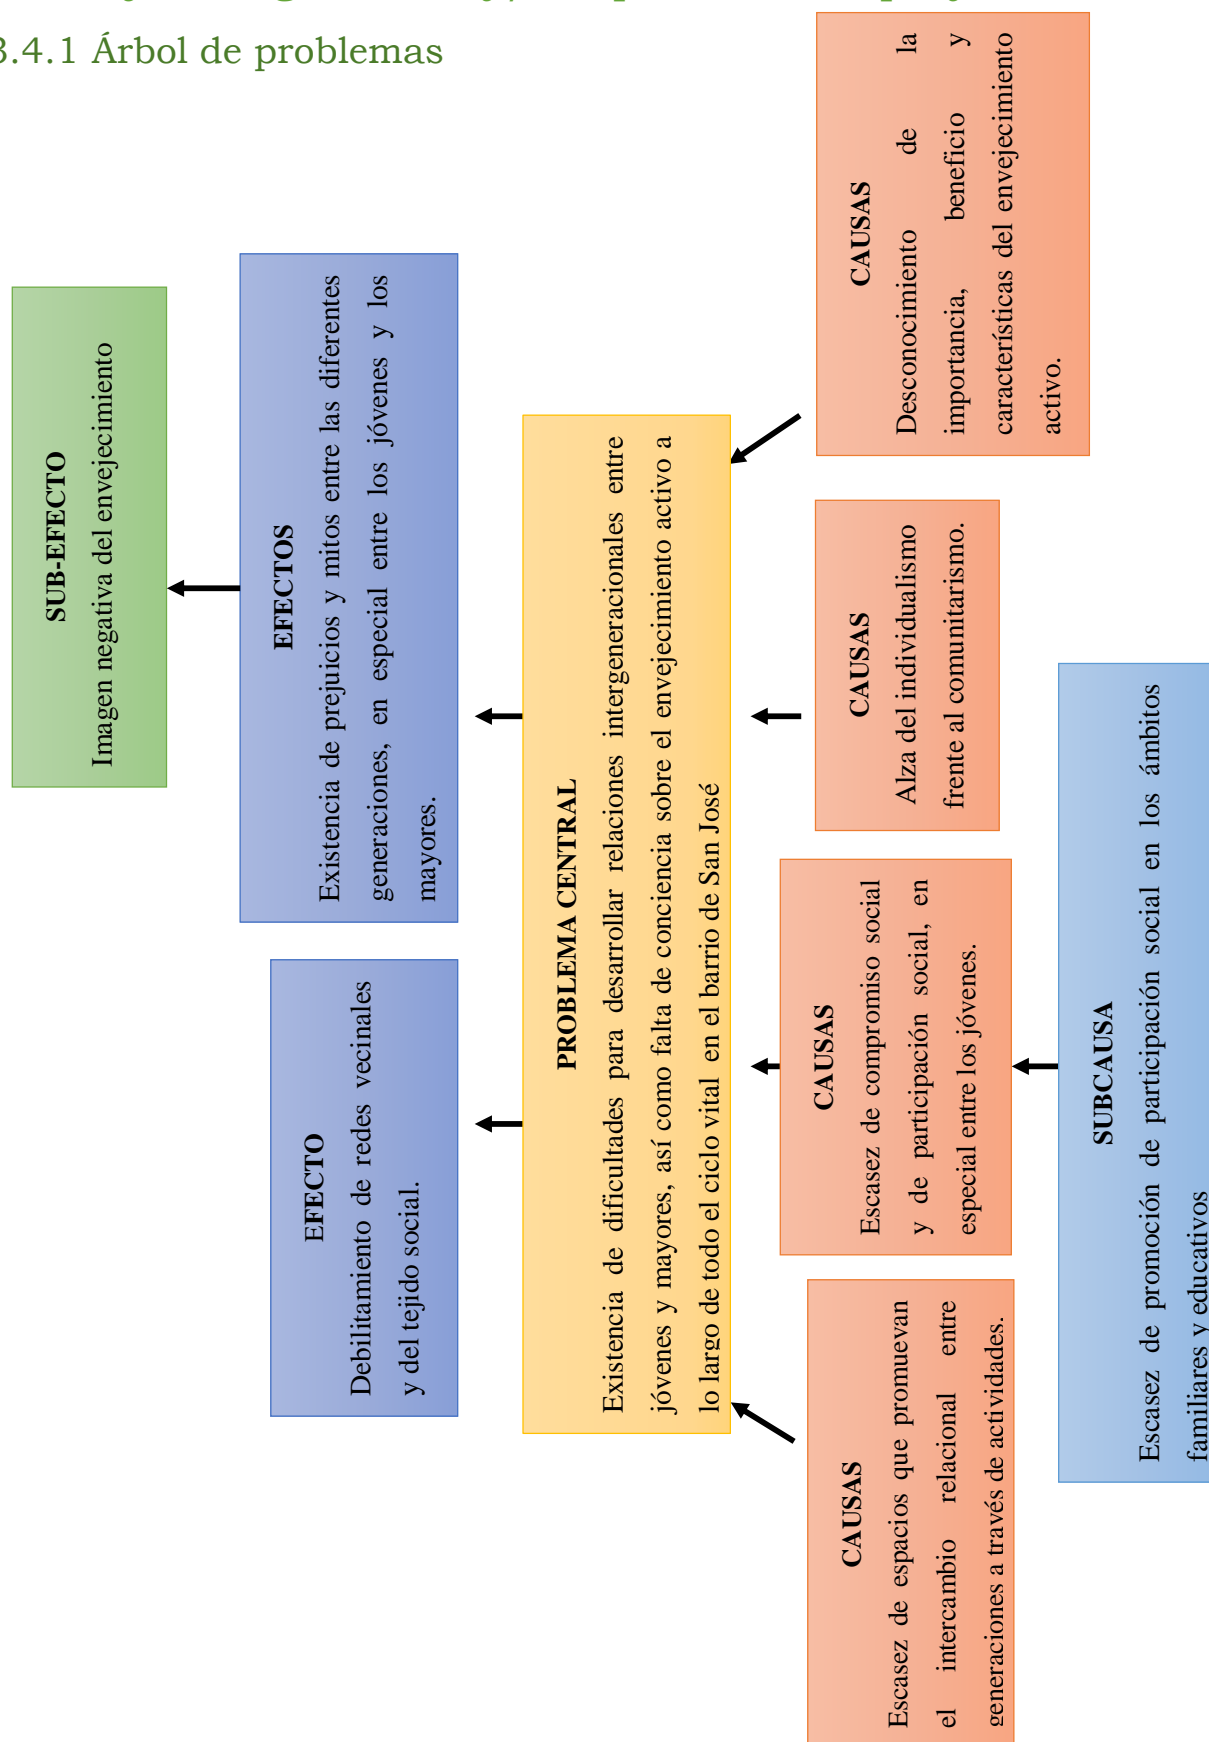 3.4.1 Árbol de problemas
SUB-EFECTO
Imagen negativa del envejecimiento
EFECTO
Debilitamiento de redes vecinales
y del tejido social.
EFECTOS
Existencia de prejuicios y mitos entre las diferentes
generaciones, en especial entre los jóvenes y los
mayores.
PROBLEMA CENTRAL
Existencia de dificultades para desarrollar relaciones intergeneracionales entre
jóvenes y mayores, así como falta de conciencia sobre el envejecimiento activo a
lo largo de todo el ciclo vital en el barrio de San José
CAUSAS
Escasez de espacios que promuevan
el intercambio relacional entre
generaciones a través de actividades.
CAUSAS
Escasez de compromiso social
y de participación social, en
especial entre los jóvenes.
CAUSAS
Alza del individualismo
frente al comunitarismo.
CAUSAS
Desconocimiento de la
importancia, beneficio y
características del envejecimiento
activo.
SUBCAUSA
Escasez de promoción de participación social en los ámbitos
familiares y educativos